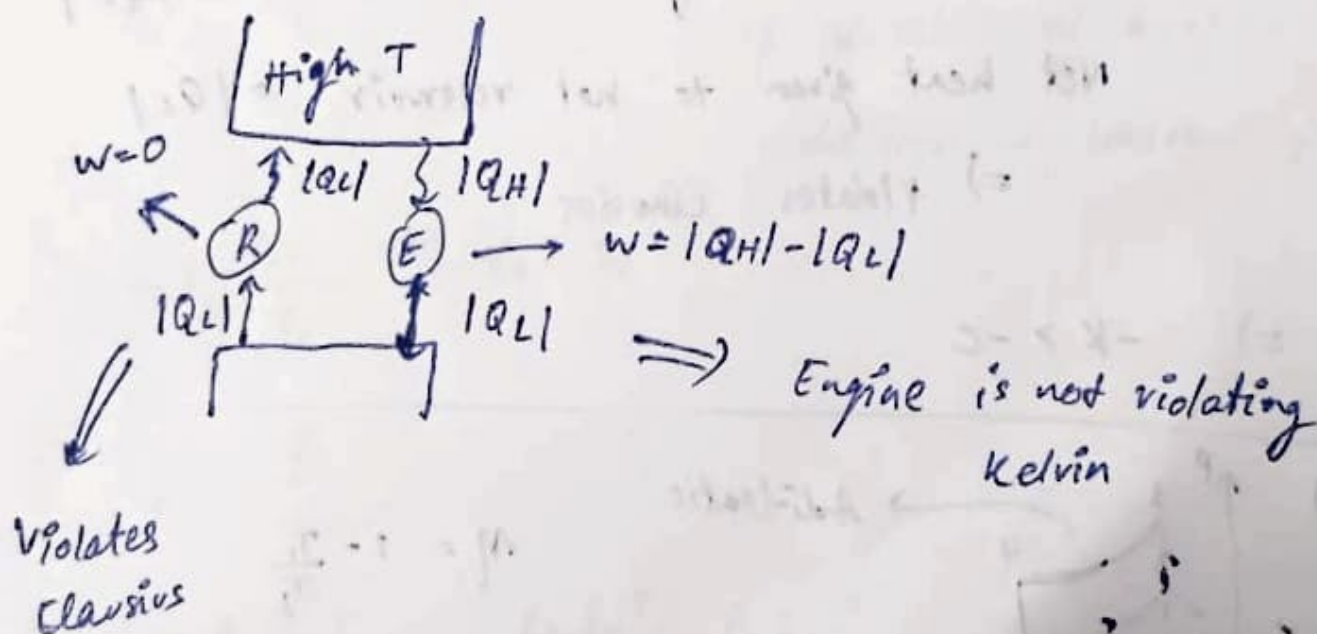 High T
w=0
|QL|
|QH|
R
E
w = |QH| - |QL|
|QL|
|QL|
Engine is not violating
Kelvin
Violates
Clausius